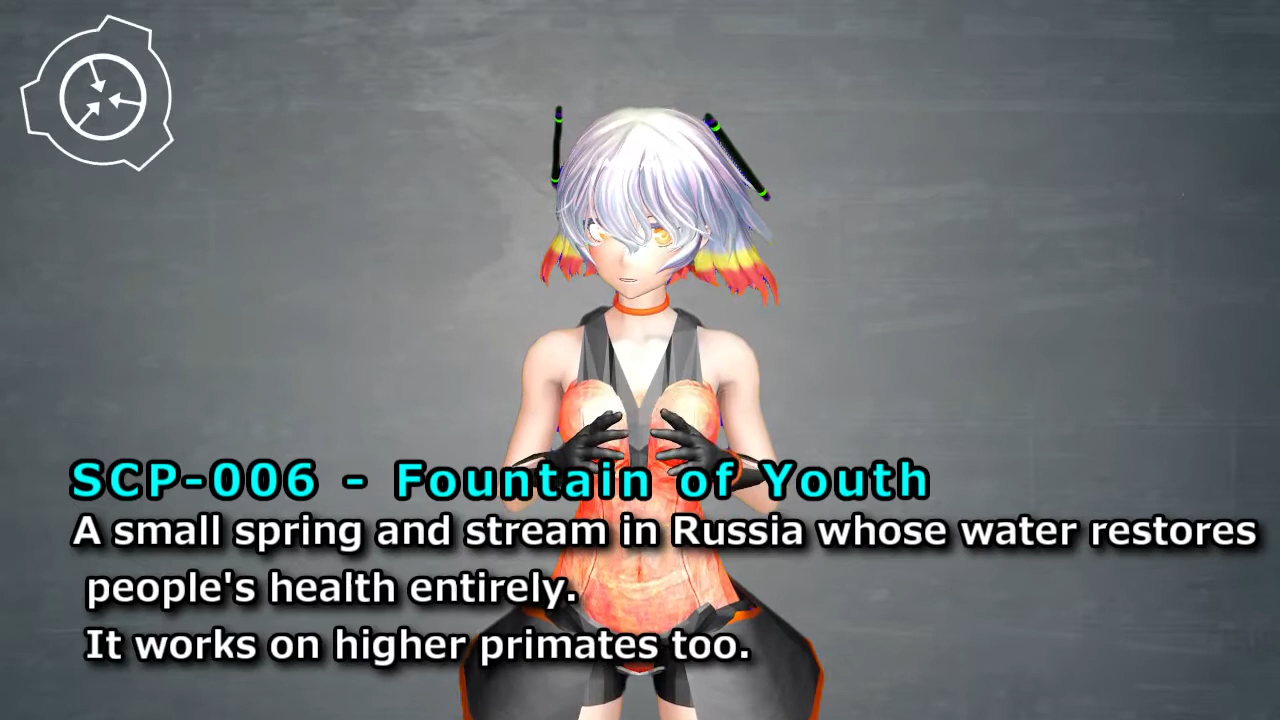 SCP-006 - Fountain of Youth
A small spring and stream in Russia whose water restores
people's health entirely.
It works on higher primates too.